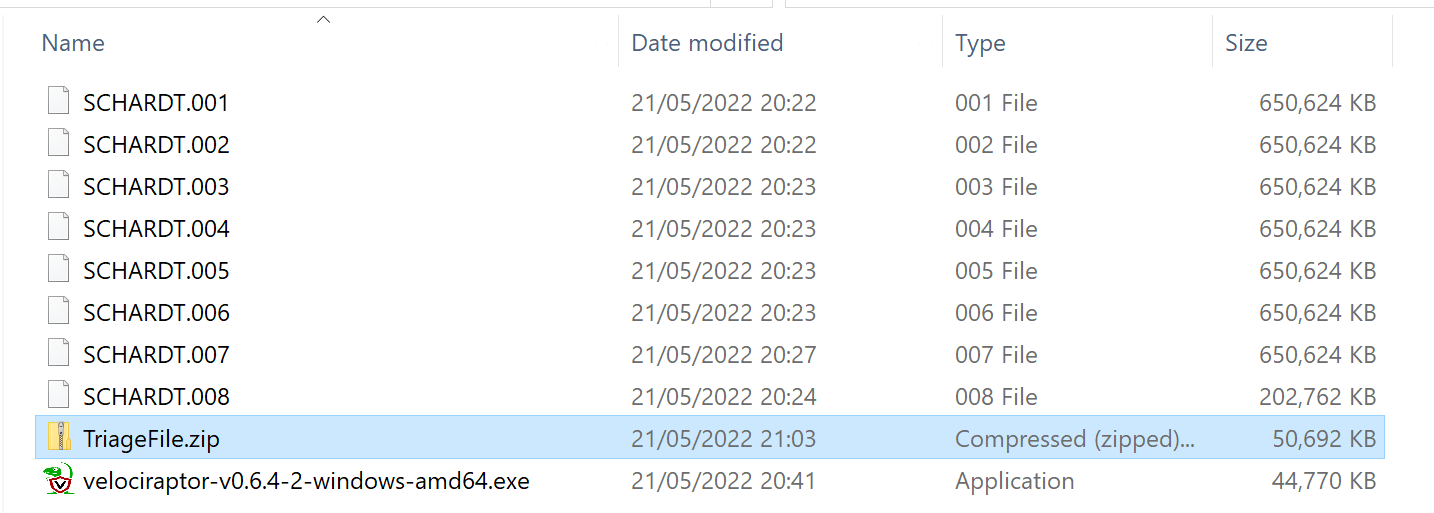 Name Date modified Type Size
SCHARDT.001 21/05/2022 20:22 001 File 650,624 KB
SCHARDT.002 21/05/2022 20:22 002 File 650,624 KB
SCHARDT.003 21/05/2022 20:23 003 File 650,624 KB
SCHARDT.004 21/05/2022 20:23 004 File 650,624 KB
SCHARDT.005 21/05/2022 20:23 005 File 650,624 KB
SCHARDT.006 21/05/2022 20:23 006 File 650,624 KB
SCHARDT.007 21/05/2022 20:27 007 File 650,624 KB
SCHARDT.008 21/05/2022 20:24 008 File 202,762 KB
TriageFile.zip 21/05/2022 21:03 Compressed (zipped)... 50,692 KB
velociraptor-v0.6.4-2-windows-amd64.exe 21/05/2022 20:41 Application 44,770 KB